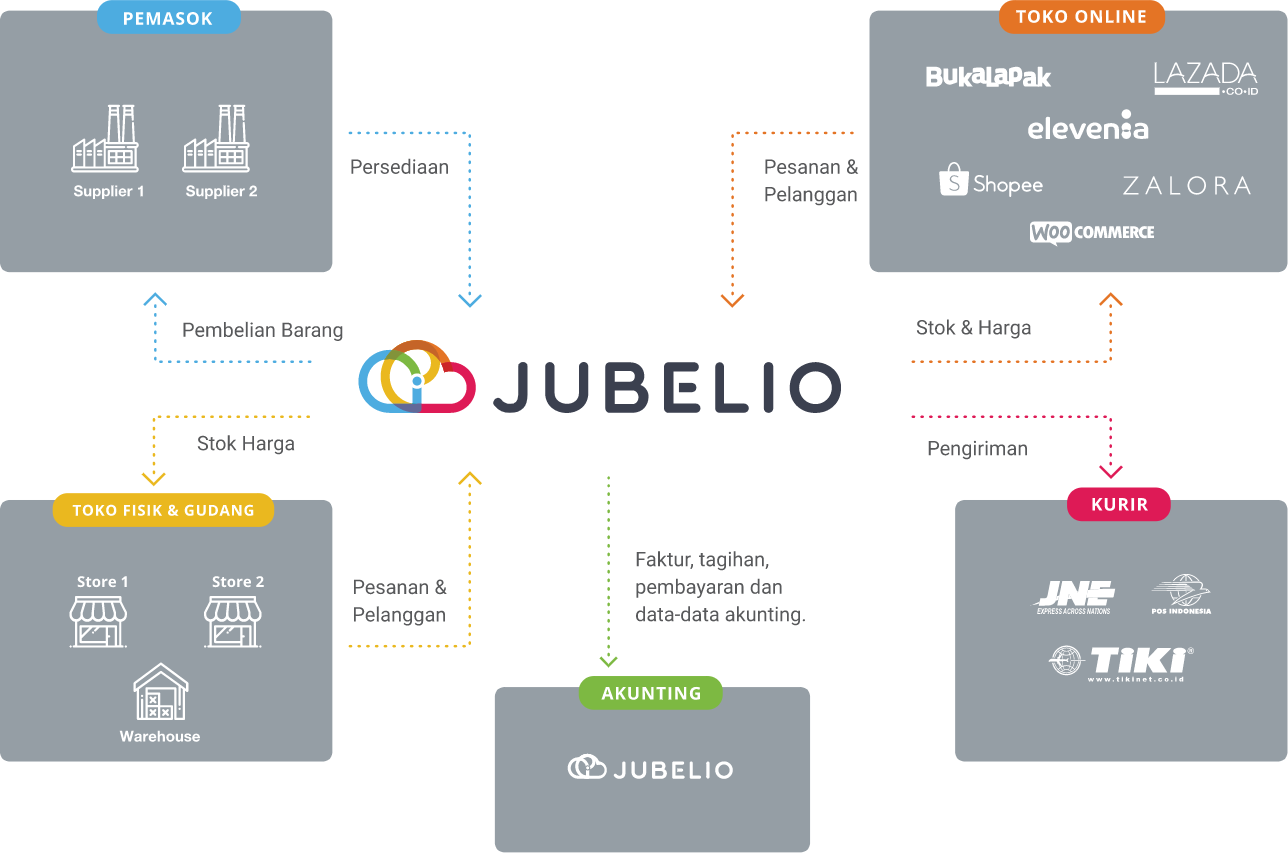 PEMASOK
Supplier 1
Supplier 2
Persediaan
Pembelian Barang
TOKO ONLINE
BukaLapak
LAZADA
.CO.ID
elevenia
Shopee
ZALORA
WOO COMMERCE
Pesanan &
Pelanggan
Stok & Harga
JUBELIO
Stok Harga
TOKO FISIK & GUDANG
Store 1
Store 2
Warehouse
Pesanan &
Pelanggan
Faktur, tagihan,
pembayaran dan
data-data akunting.
AKUNTING
JUBELIO
Pengiriman
KURIR
JNE
EXPRESS ACROSS NATIONS
POS INDONESIA
TIKI®
www.tikinet.co.id